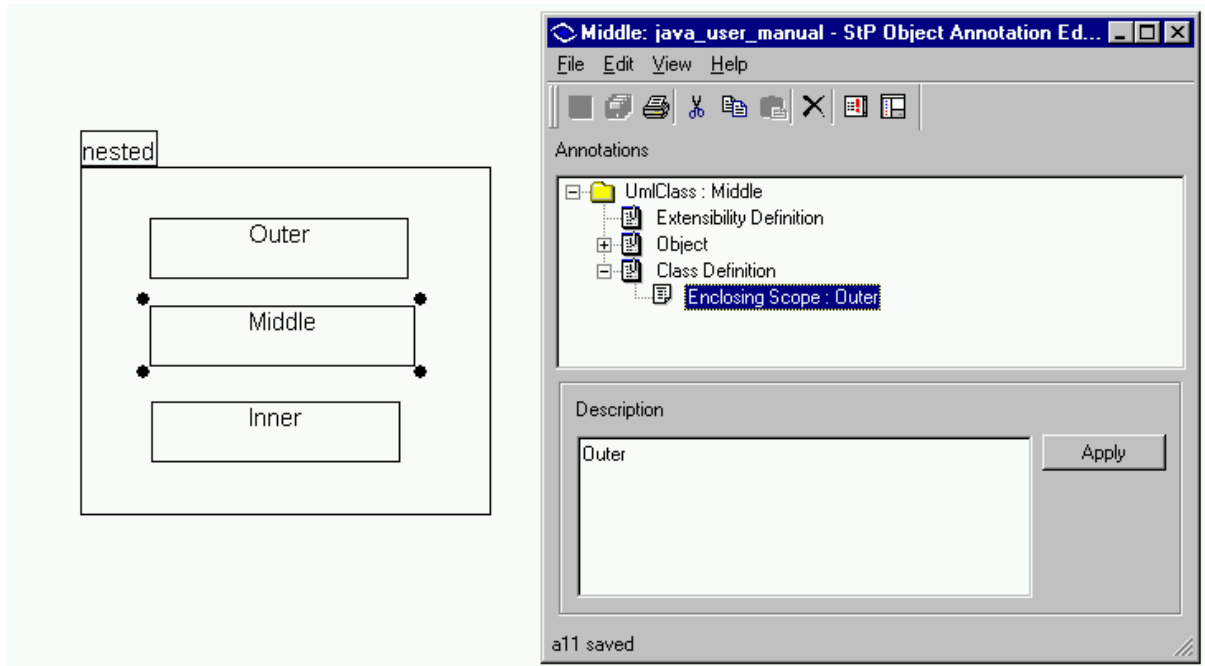 nested
Outer
Middle
Inner
Middle: java_user_manual - StP Object Annotation Ed...
File Edit View Help
Annotations
UmlClass : Middle
Extensibility Definition
Object
Class Definition
Enclosing Scope : Outer
Description
Outer
Apply
a11 saved